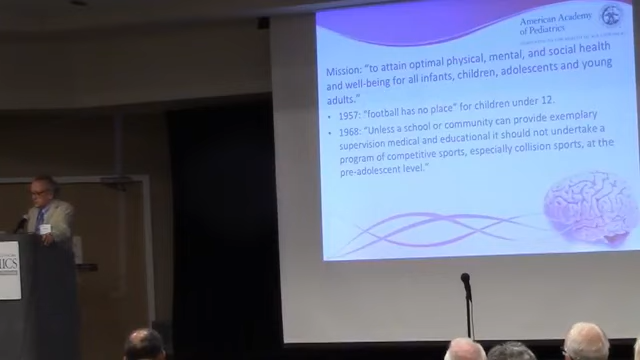 American Academy
of Pediatrics
Mission: “to attain optimal physical, mental, and social health
and well-being for all infants, children, adolescents and young
adults.”
• 1957: “football has no place” for children under 12.
• 1968: “Unless a school or community can provide exemplary
supervision medical and educational it should not undertake a
program of competitive sports, especially collision sports, at the
pre-adolescent level.”